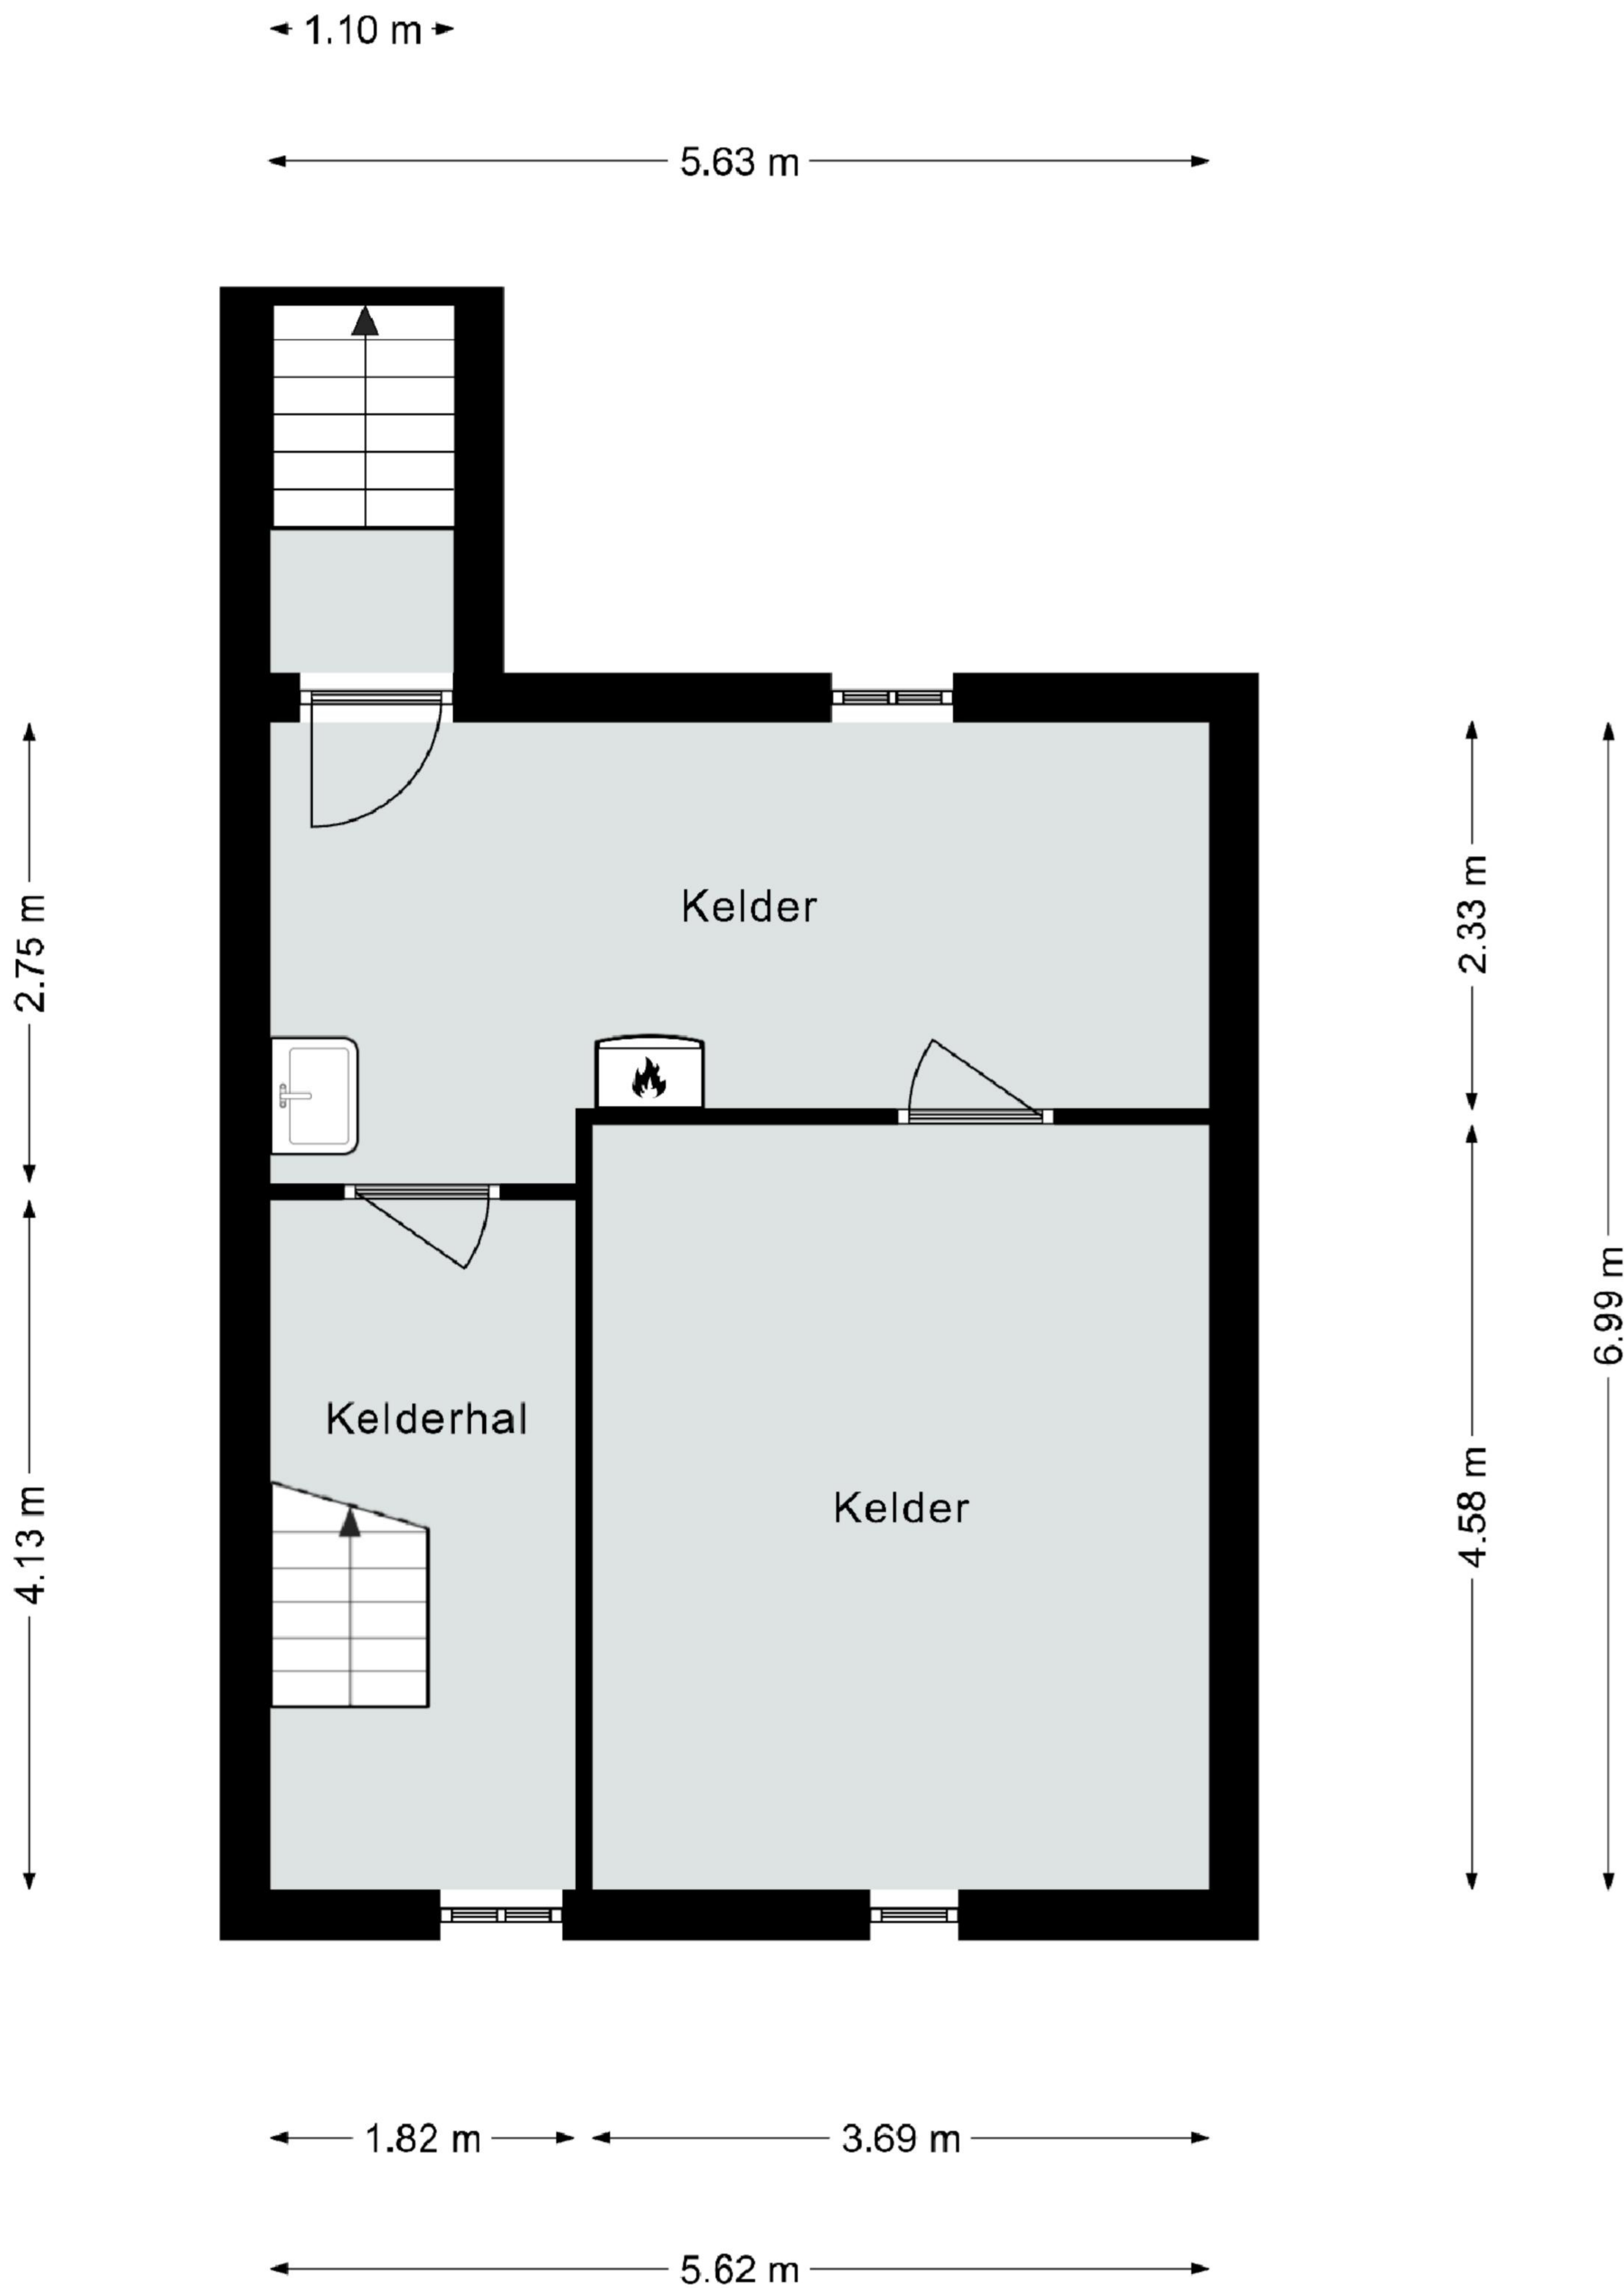 1.10 m
5.63 m
Kelder
2.75 m
2.33 m
6.99 m
Kelderhal
Kelder
4.13 m
4.58 m
1.82 m
3.69 m
5.62 m